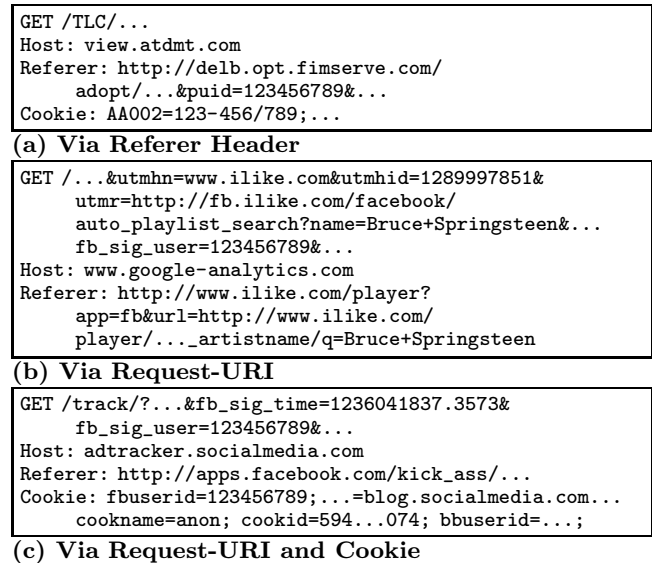 GET /TLC/...
Host: view.atdmt.com
Referer: http://delb.opt.fimserve.com/
adopt/...&puid=123456789&...
Cookie: AA002=123-456/789;...
(a) Via Referer Header
GET /...&utmhn=www.ilike.com&utmhid=1289997851&
utmr=http://fb.ilike.com/facebook/
auto_playlist_search?name=Bruce+Springsteen&...
fb_sig_user=123456789&...
Host: www.google-analytics.com
Referer: http://www.ilike.com/player?
app=fb&url=http://www.ilike.com/
player/..._artistname/q=Bruce+Springsteen
(b) Via Request-URI
GET /track/?...&fb_sig_time=1236041837.3573&
fb_sig_user=123456789&...
Host: adtracker.socialmedia.com
Referer: http://apps.facebook.com/kick_ass/...
Cookie: fbuserid=123456789;...=blog.socialmedia.com...
cookname=anon; cookid=594...074; bbuserid=...;
(c) Via Request-URI and Cookie